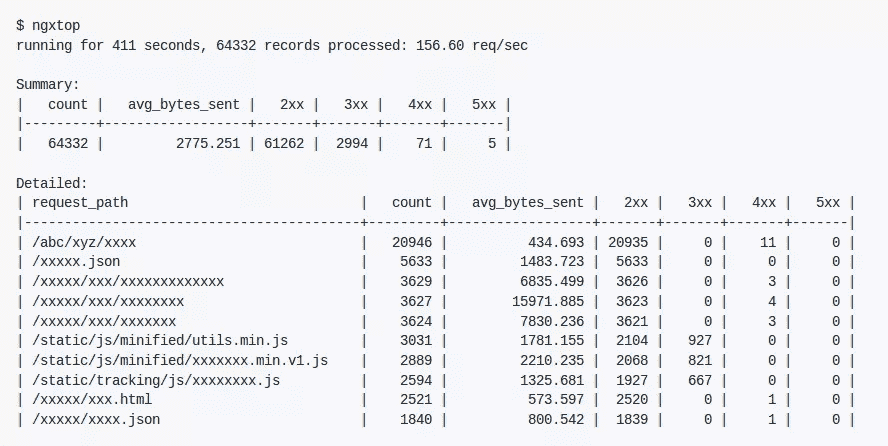 $ ngxtop
running for 411 seconds, 64332 records processed: 156.60 req/sec

Summary:
|   count |   avg_bytes_sent |   2xx |   3xx |   4xx |   5xx |
|---------+------------------+-------+-------+-------+-------|
|   64332 |         2775.251 | 61262 |  2994 |    71 |     5 |

Detailed:
| request_path                             |   count |   avg_bytes_sent |   2xx |   3xx |   4xx |   5xx |
|------------------------------------------+---------+------------------+-------+-------+-------+-------|
| /abc/xyz/xxxx                            |   20946 |          434.693 | 20935 |     0 |    11 |     0 |
| /xxxxx.json                              |    5633 |         1483.723 |  5633 |     0 |     0 |     0 |
| /xxxxx/xxx/xxxxxxxxxxxxx                 |    3629 |         6835.499 |  3626 |     0 |     3 |     0 |
| /xxxxx/xxx/xxxxxxxx                      |    3627 |        15971.885 |  3623 |     0 |     4 |     0 |
| /xxxxx/xxx/xxxxxxx                       |    3624 |         7830.236 |  3621 |     0 |     3 |     0 |
| /static/js/minified/utils.min.js         |    3031 |         1781.155 |  2104 |   927 |     0 |     0 |
| /static/js/minified/xxxxxxx.min.v1.js    |    2889 |         2210.235 |  2068 |   821 |     0 |     0 |
| /static/tracking/js/xxxxxxxx.js          |    2594 |         1325.681 |  1927 |   667 |     0 |     0 |
| /xxxxx/xxx.html                          |    2521 |          573.597 |  2520 |     0 |     1 |     0 |
| /xxxxx/xxxx.json                         |    1840 |          800.542 |  1839 |     0 |     1 |     0 |